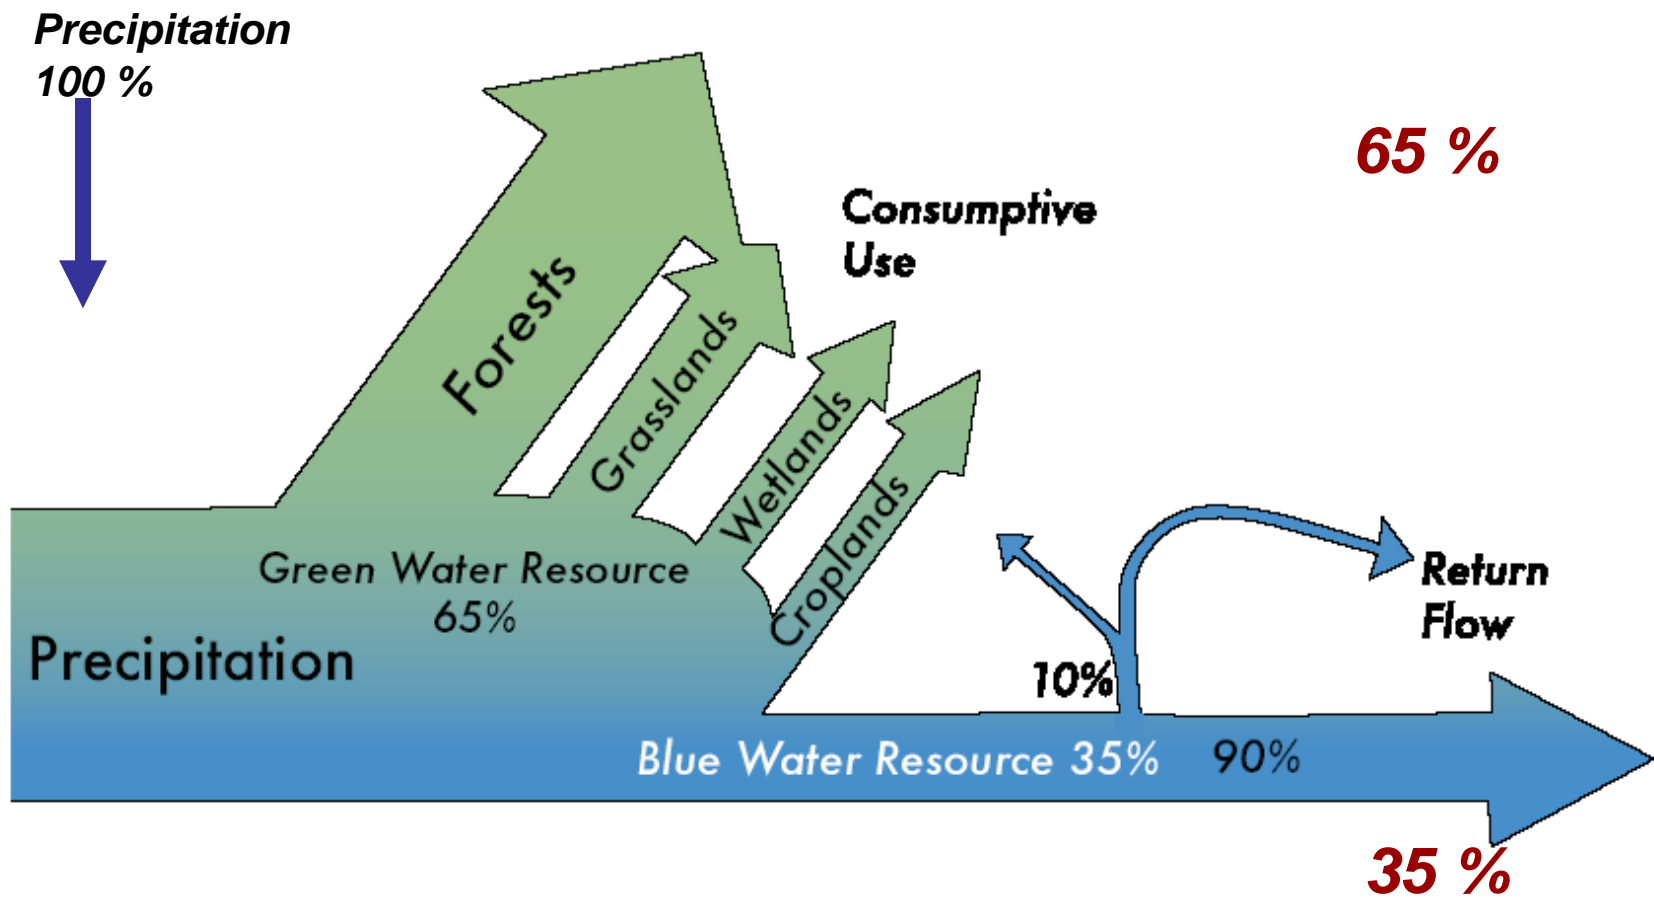 Precipitation
100 %
65 %
Consumptive
Use
Forests
Grasslands
Wetlands
Croplands
Green Water Resource
65%
Precipitation
Return
Flow
10%
Blue Water Resource 35% 90%
35 %